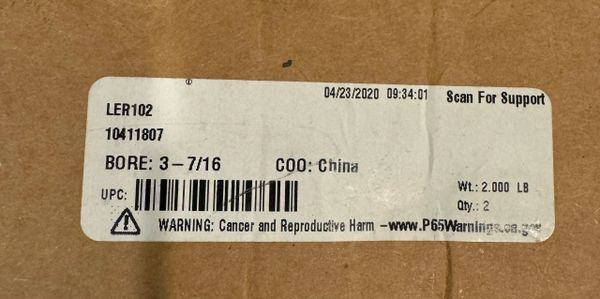 04/23/2020 09:34:01 Scan For Support
LER102
10411807
BORE: 3-7/16 COO: China
UPC: Wt.: 2.000 LB
Qty.: 2
WARNING: Cancer and Reproductive Harm -www.P65Warnings.ca.gov